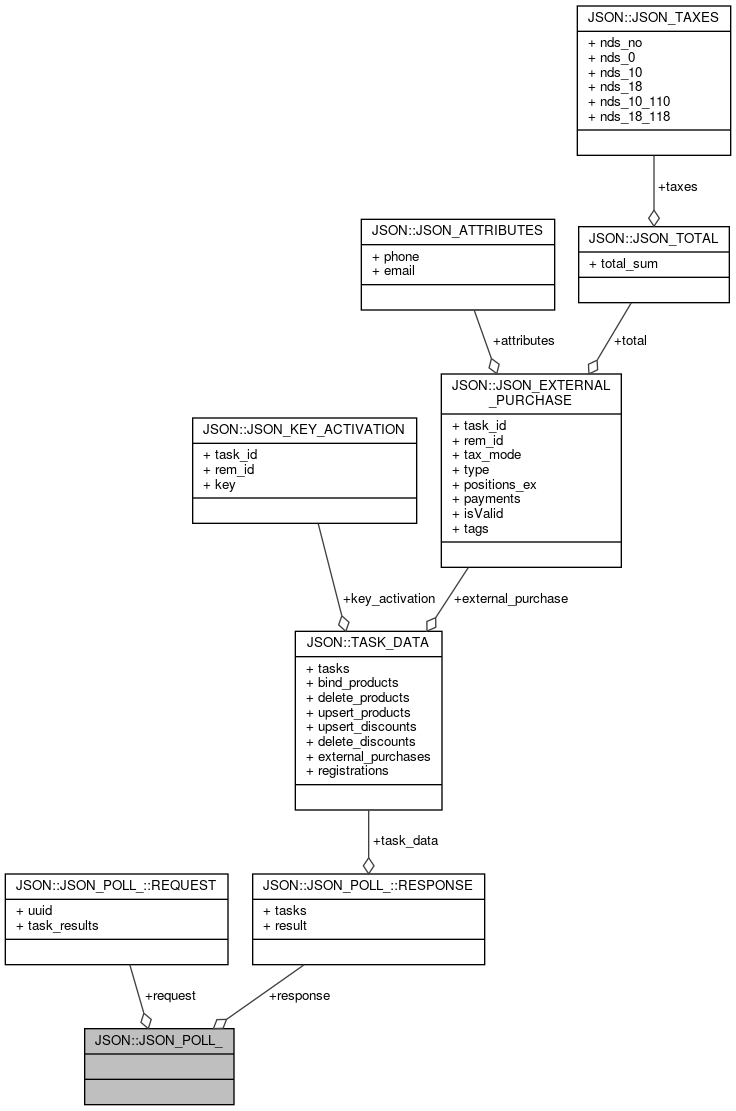 JSON::JSON_TAXES
+ nds_no
+ nds_0
+ nds_10
+ nds_18
+ nds_10_110
+ nds_18_118
+taxes
JSON::JSON_ATTRIBUTES
+ phone
+ email
JSON::JSON_TOTAL
+ total_sum
+attributes
+total
JSON::JSON_EXTERNAL
_PURCHASE
+ task_id
+ rem_id
+ tax_mode
+ type
+ positions_ex
+ payments
+ isValid
+ tags
JSON::JSON_KEY_ACTIVATION
+ task_id
+ rem_id
+ key
+key_activation
+external_purchase
JSON::TASK_DATA
+ tasks
+ bind_products
+ delete_products
+ upsert_products
+ upsert_discounts
+ delete_discounts
+ external_purchases
+ registrations
+task_data
JSON::JSON_POLL_::REQUEST
+ uuid
+ task_results
JSON::JSON_POLL_::RESPONSE
+ tasks
+ result
+request
+response
JSON::JSON_POLL_